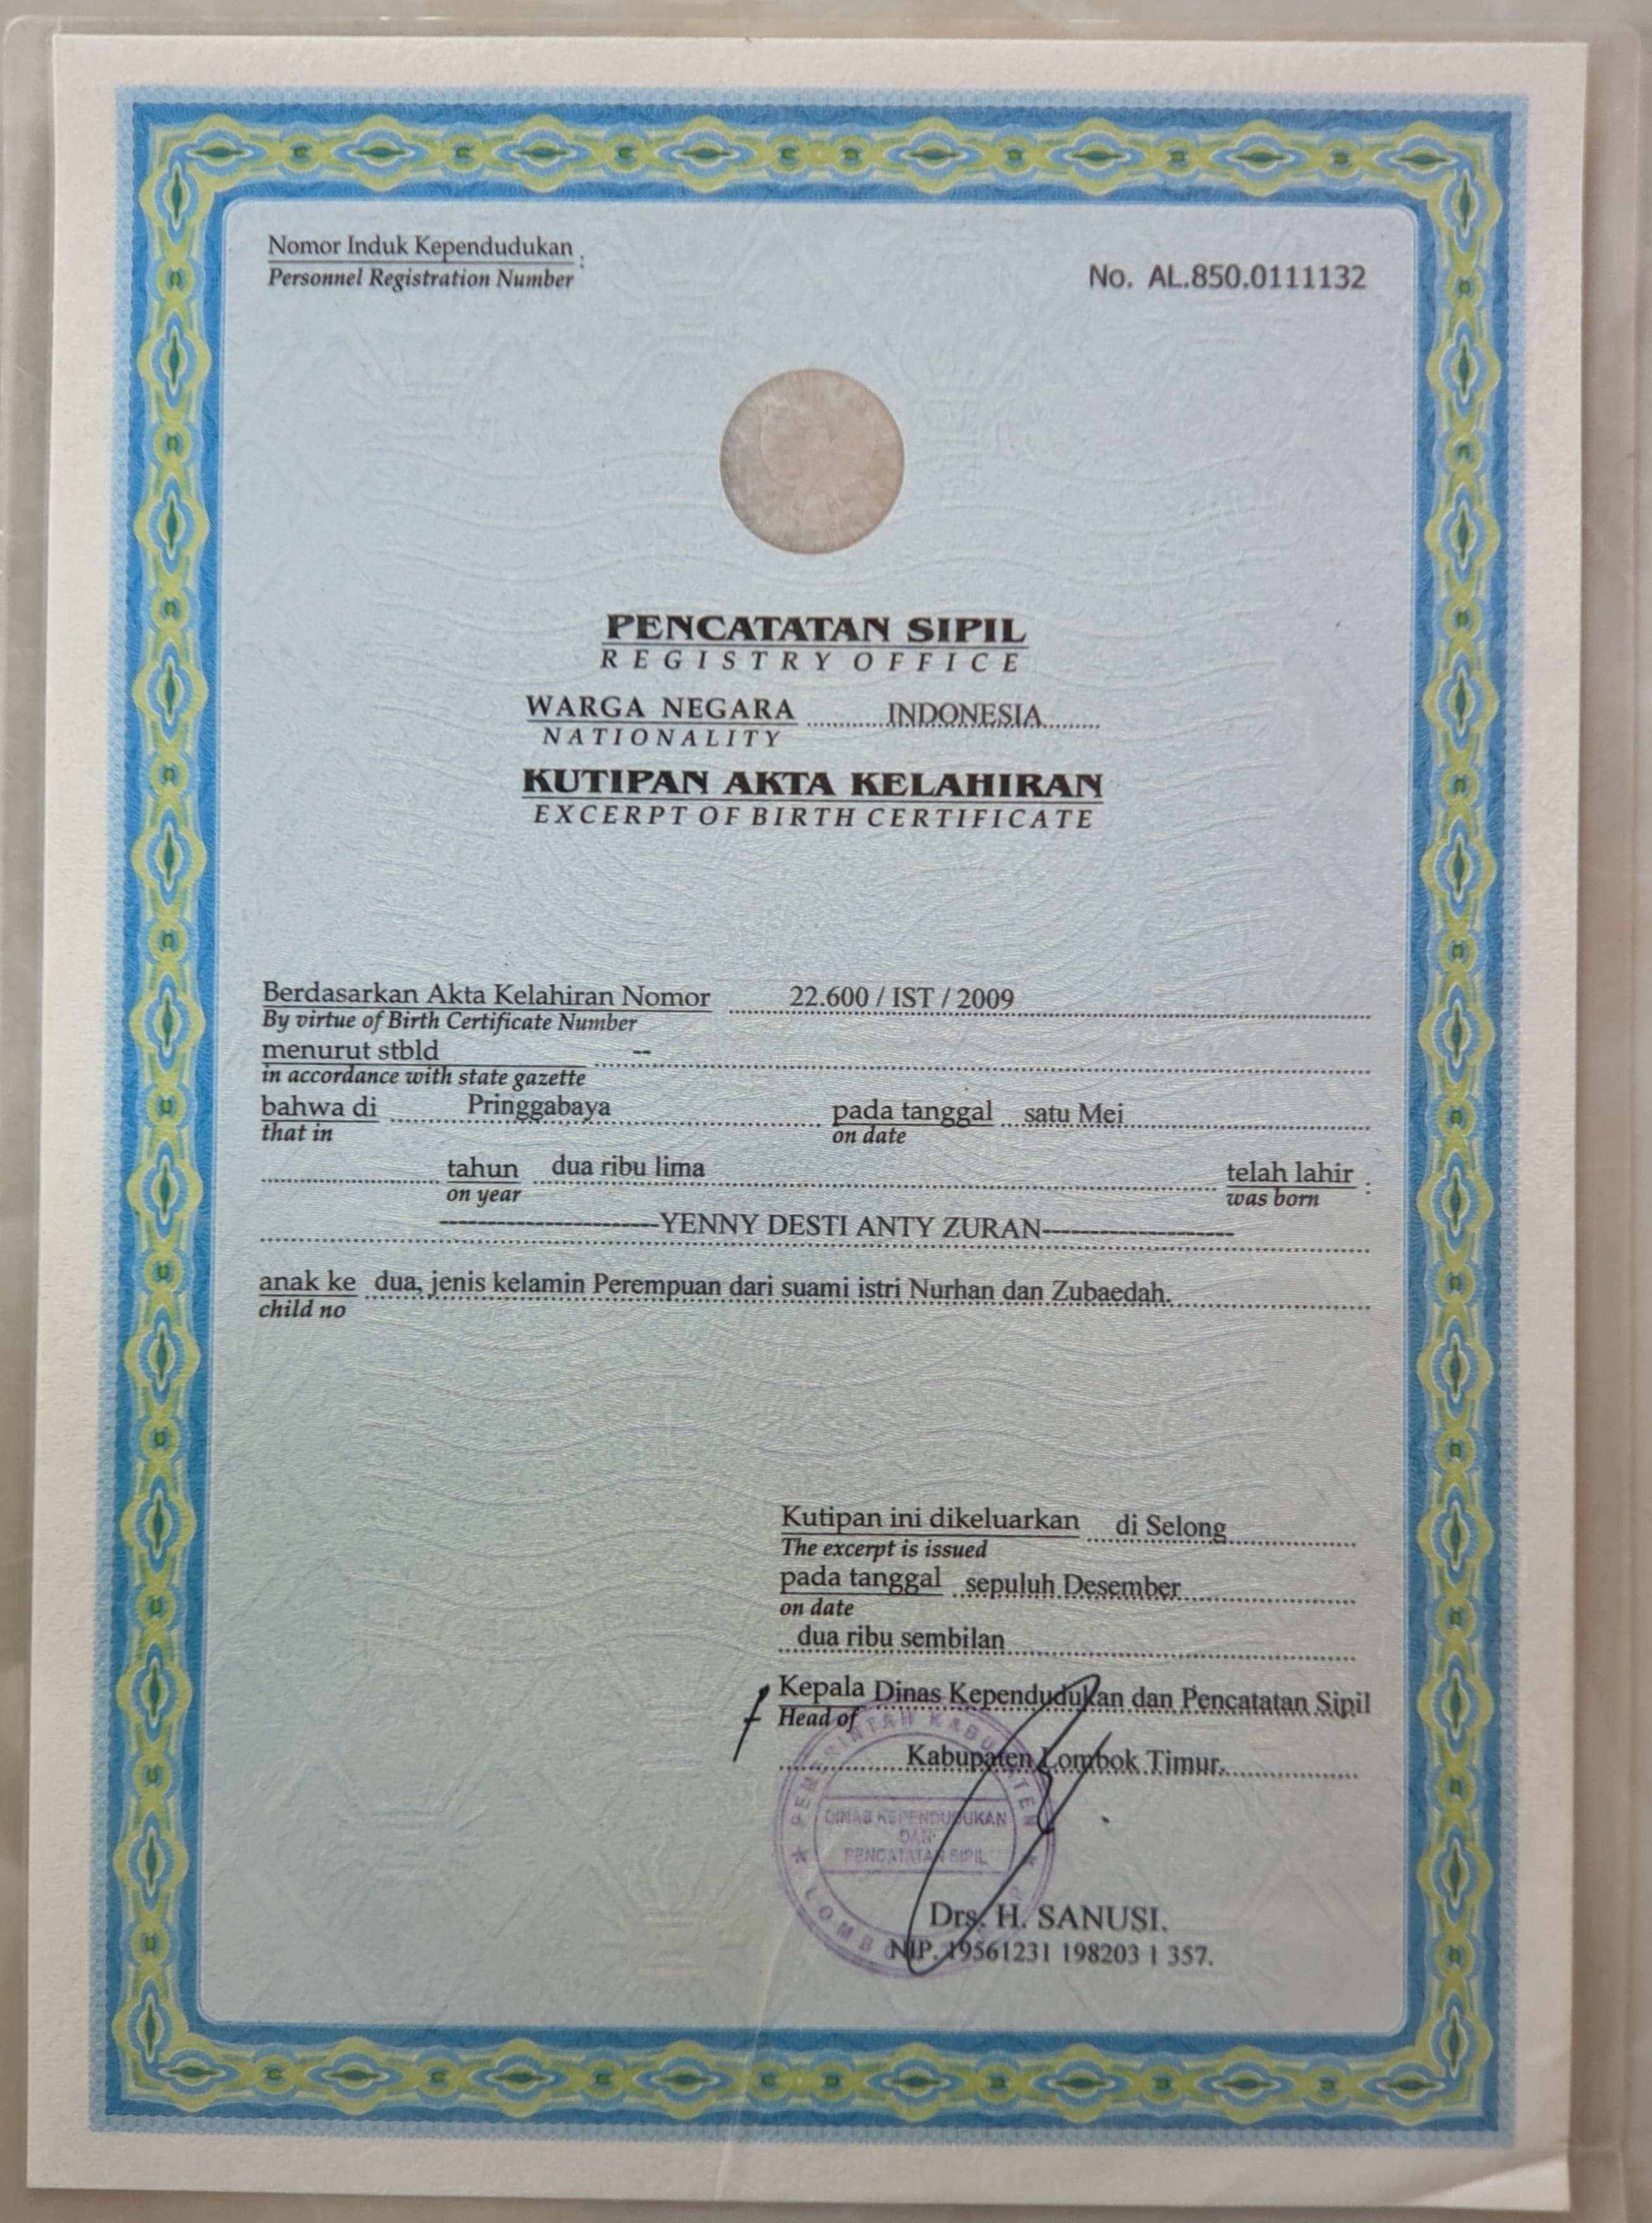 Nomor Induk Kependudukan :
Personnel Registration Number
No. AL.850.0111132
PENCATATAN SIPIL
REGISTRY OFFICE
WARGA NEGARA INDONESIA
NATIONALITY
KUTIPAN AKTA KELAHIRAN
EXCERPT OF BIRTH CERTIFICATE
Berdasarkan Akta Kelahiran Nomor 22.600 / IST / 2009
By virtue of Birth Certificate Number
menurut stbld --
in accordance with state gazette
bahwa di Pringgabaya pada tanggal satu Mei
that in on date
tahun dua ribu lima telah lahir :
on year was born
YENNY DESTI ANTY ZURAN
anak ke dua, jenis kelamin Perempuan dari suami istri Nurhan dan Zubaedah.
child no
Kutipan ini dikeluarkan di Selong
The excerpt is issued
pada tanggal sepuluh Desember
on date
dua ribu sembilan
Kepala Dinas Kependudukan dan Pencatatan Sipil
Head of
Kabupaten Lombok Timur.
PEMERINTAH KABUPATEN
DINAS KEPENDUDUKAN
DAN
PENCATATAN SIPIL
Drs. H. SANUSI.
NIP. 19561231 198203 1 357.